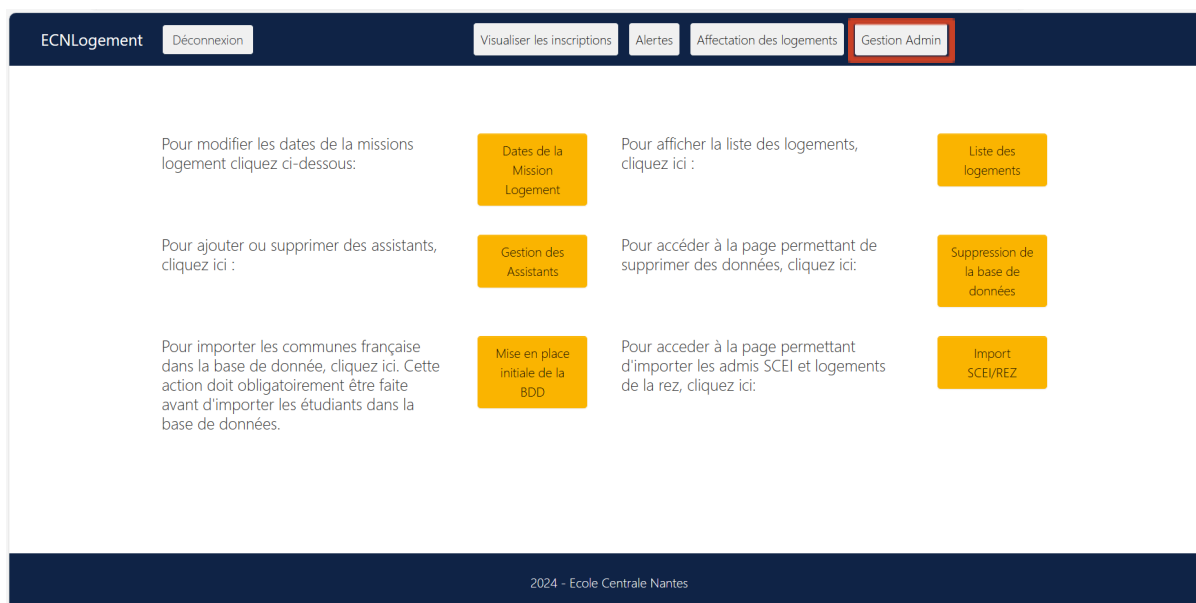 ECNLogement
Déconnexion
Visualiser les inscriptions
Alertes
Affectation des logements
Gestion Admin
Pour modifier les dates de la missions
logement cliquez ci-dessous:
Dates de la
Mission
Logement
Pour afficher la liste des logements,
cliquez ici :
Liste des
logements
Pour ajouter ou supprimer des assistants,
cliquez ici :
Gestion des
Assistants
Pour accéder à la page permettant de
supprimer des données, cliquez ici:
Suppression de
la base de
données
Pour importer les communes française
dans la base de donnée, cliquez ici. Cette
action doit obligatoirement être faite
avant d'importer les étudiants dans la
base de données.
Mise en place
initiale de la
BDD
Pour acceder à la page permettant
d'importer les admis SCEI et logements
de la rez, cliquez ici:
Import
SCEI/REZ
2024 - Ecole Centrale Nantes